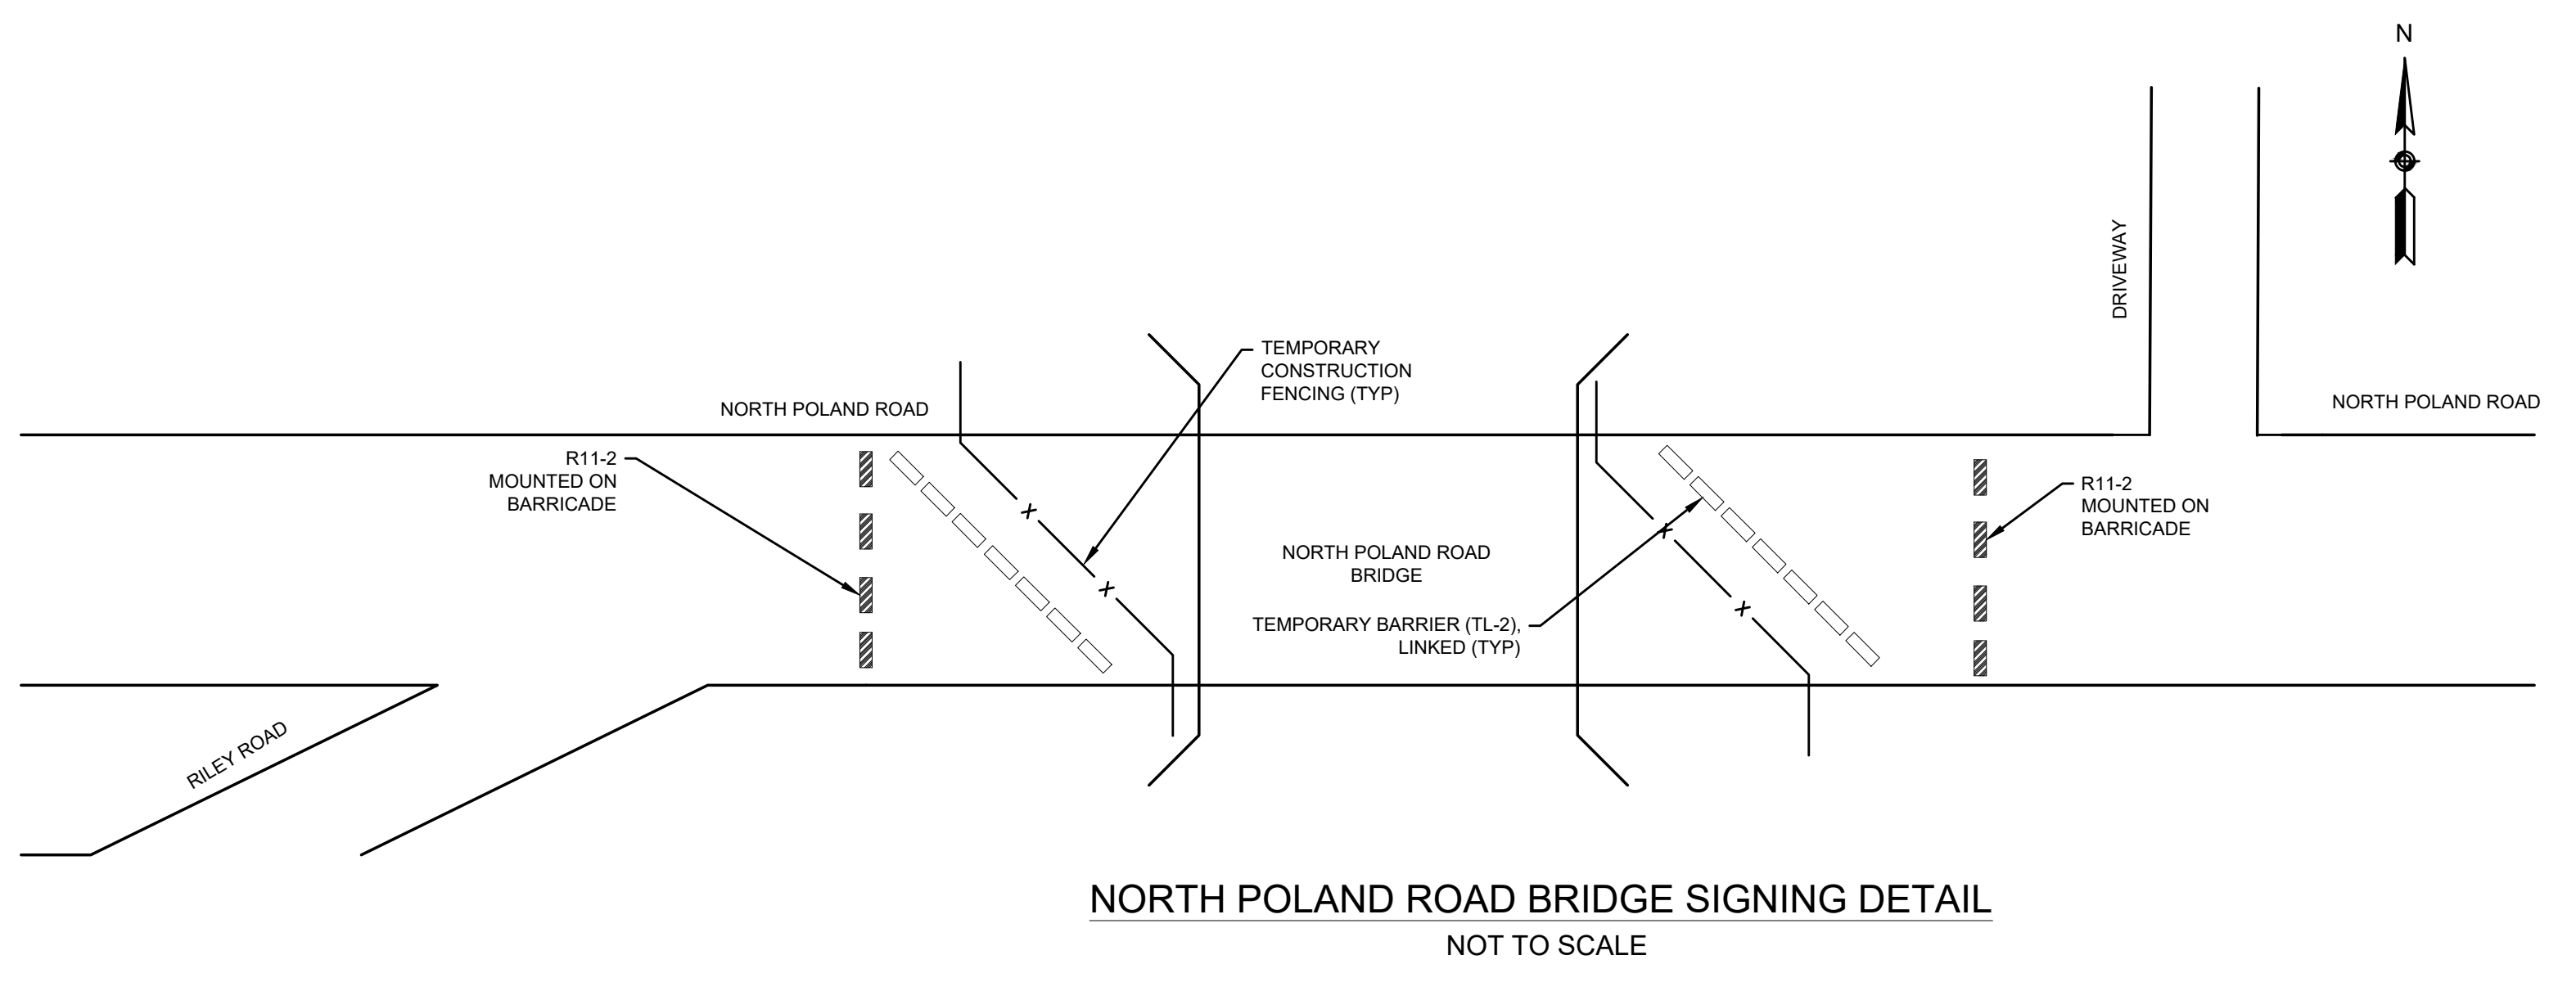 N
DRIVEWAY
TEMPORARY
CONSTRUCTION
FENCING (TYP)
NORTH POLAND ROAD
NORTH POLAND ROAD
R11-2
MOUNTED ON
BARRICADE
R11-2
MOUNTED ON
BARRICADE
NORTH POLAND ROAD
BRIDGE
TEMPORARY BARRIER (TL-2),
LINKED (TYP)
RILEY ROAD
NORTH POLAND ROAD BRIDGE SIGNING DETAIL
NOT TO SCALE